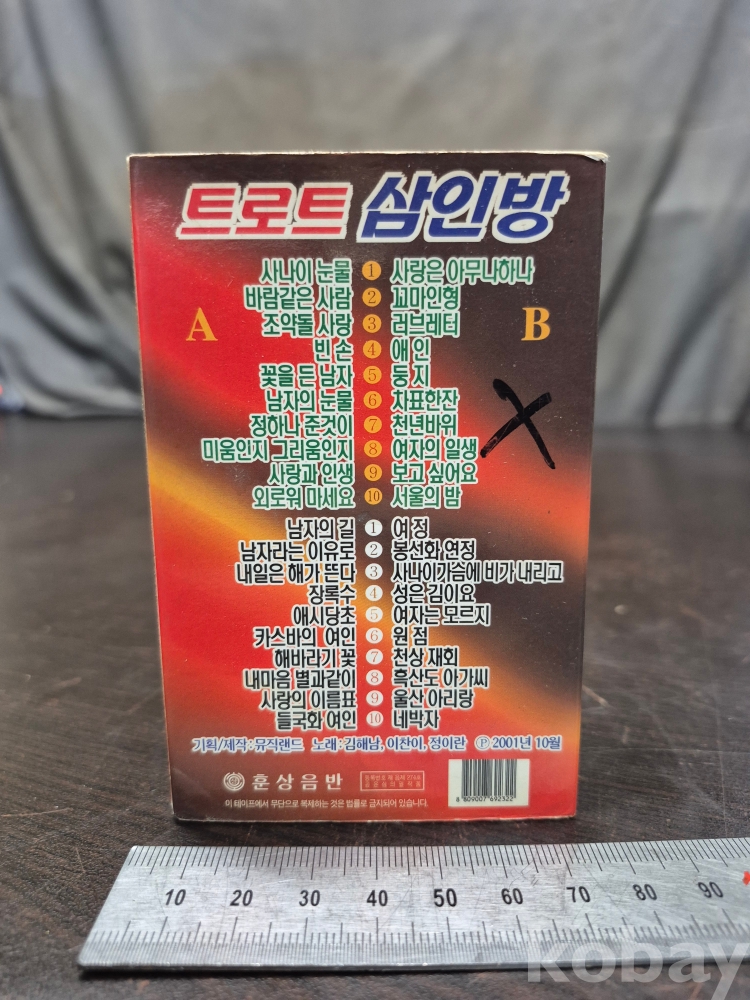 트로트 삼인방
A
B
사나이 눈물 1 사랑은 아무나하나
바람같은 사람 2 꼬마인형
조약돌 사랑 3 러브레터
빈 손 4 애 인
꽃을 든 남자 5 둥 지
남자의 눈물 6 차표한장
정하나 준것이 7 천년바위
미움인지 그리움인지 8 여자의 일생
사랑과 인생 9 보고 싶어요
외로워 마세요 10 서울의 밤
X
남자의 길 1 여 정
남자라는 이유로 2 봉선화 연정
내일은 해가 뜬다 3 사나이가슴에 비가 내리고
장록수 4 성은 김이요
애시당초 5 여자는 모르지
카스바의 여인 6 원 점
해바라기 꽃 7 천상 재회
내마음 별과같이 8 흑산도 아가씨
사랑의 이름표 9 울산 아리랑
들국화 여인 10 네박자
기획/제작:뮤직랜드 노래:김해남, 이찬이, 정이란 Ⓟ 2001년 10월
훈상음반
이 테이프에서 무단으로 복제하는 것은 법률로 금지되어 있습니다.
8 809007 692322
10 20 30 40 50 60 70 80 90
kobay